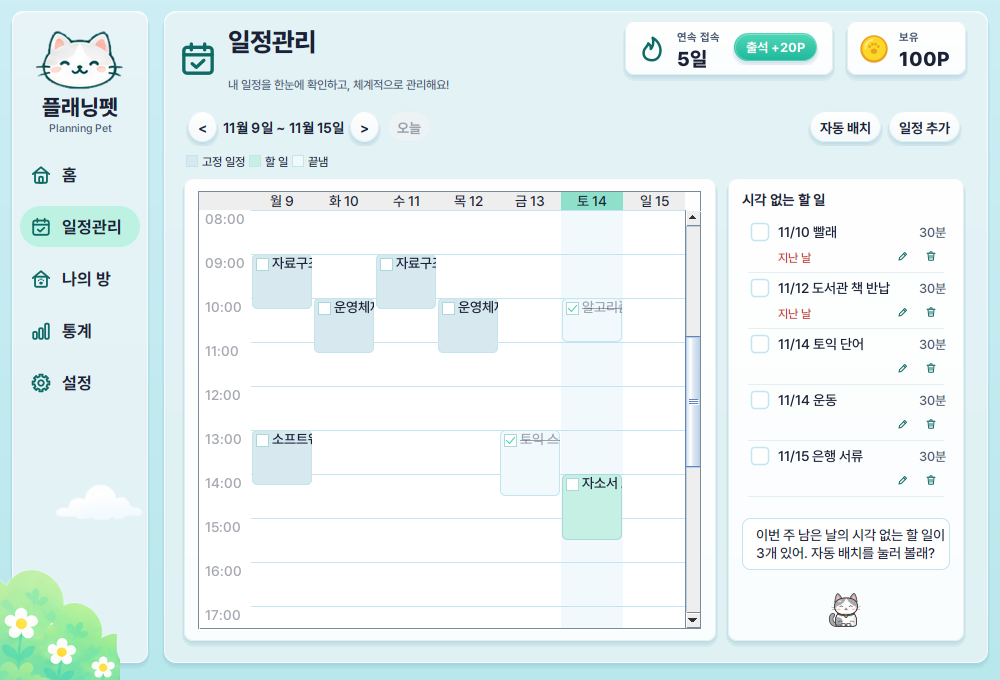 플래닝펫
Planning Pet
홈
일정관리
나의 방
통계
설정
일정관리
내 일정을 한눈에 확인하고, 체계적으로 관리해요!
연속 접속
5일
출석 +20P
보유
100P
< 11월 9일 ~ 11월 15일 > 오늘
자동 배치 일정 추가
고정 일정 할 일 끝냄
월 9 화 10 수 11 목 12 금 13 토 14 일 15
08:00
09:00 자료구조 자료구조
10:00 운영체제 운영체제 알고리즘
11:00
12:00
13:00 소프트웨 토익 스
14:00 자소서
15:00
16:00
17:00
시각 없는 할 일
11/10 빨래 30분
지난 날
11/12 도서관 책 반납 30분
지난 날
11/14 토익 단어 30분
11/14 운동 30분
11/15 은행 서류 30분
이번 주 남은 날의 시각 없는 할 일이
3개 있어. 자동 배치를 눌러 볼래?